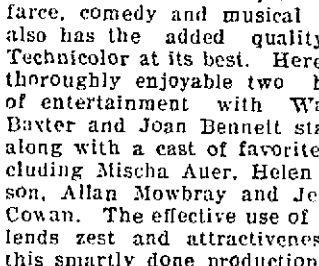 farce, comedy and musical
also has the added quality
Technicolor at its best. Here
thoroughly enjoyable two
of entertainment with Wa
Baxter and Joan Bennett sta
along with a cast of favorite
cluding Mischa Auer, Helen
son, Allan Mowbray and Je
Cowan. The effective use of
lends zest and attractivenes
this smartly done production